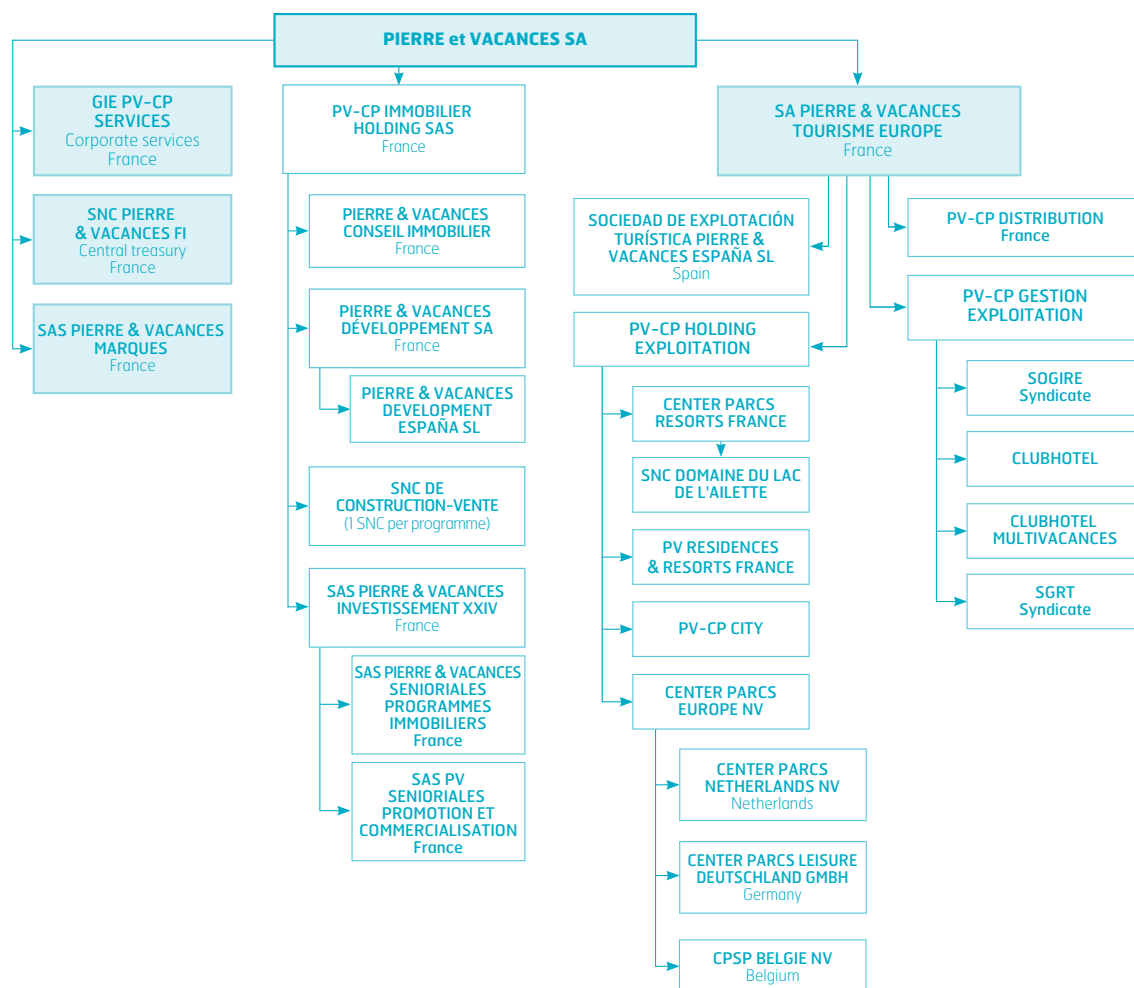 PIERRE et VACANCES SA
GIE PV-CP
SERVICES
Corporate services
France
SNC PIERRE
& VACANCES FI
Central treasury
France
SAS PIERRE & VACANCES
MARQUES
France
PV-CP IMMOBILIER
HOLDING SAS
France
PIERRE & VACANCES
CONSEIL IMMOBILIER
France
PIERRE & VACANCES
DÉVELOPPEMENT SA
France
PIERRE & VACANCES
DEVELOPMENT
ESPAÑA SL
SNC DE
CONSTRUCTION-VENTE
(1 SNC per programme)
SAS PIERRE & VACANCES
INVESTISSEMENT XXIV
France
SAS PIERRE & VACANCES
SENIORIALES
PROGRAMMES
IMMOBILIERS
France
SAS PV
SENIORIALES
PROMOTION ET
COMMERCIALISATION
France
SA PIERRE & VACANCES
TOURISME EUROPE
France
SOCIEDAD DE EXPLOTACIÓN
TURÍSTICA PIERRE &
VACANCES ESPAÑA SL
Spain
PV-CP HOLDING
EXPLOITATION
CENTER PARCS
RESORTS FRANCE
SNC DOMAINE DU LAC
DE L'AILETTE
PV RESIDENCES
& RESORTS FRANCE
PV-CP CITY
CENTER PARCS
EUROPE NV
CENTER PARCS
NETHERLANDS NV
Netherlands
CENTER PARCS LEISURE
DEUTSCHLAND GMBH
Germany
CPSP BELGIE NV
Belgium
PV-CP DISTRIBUTION
France
PV-CP GESTION
EXPLOITATION
SOGIRE
Syndicate
CLUBHOTEL
CLUBHOTEL
MULTIVACANCES
SGRT
Syndicate